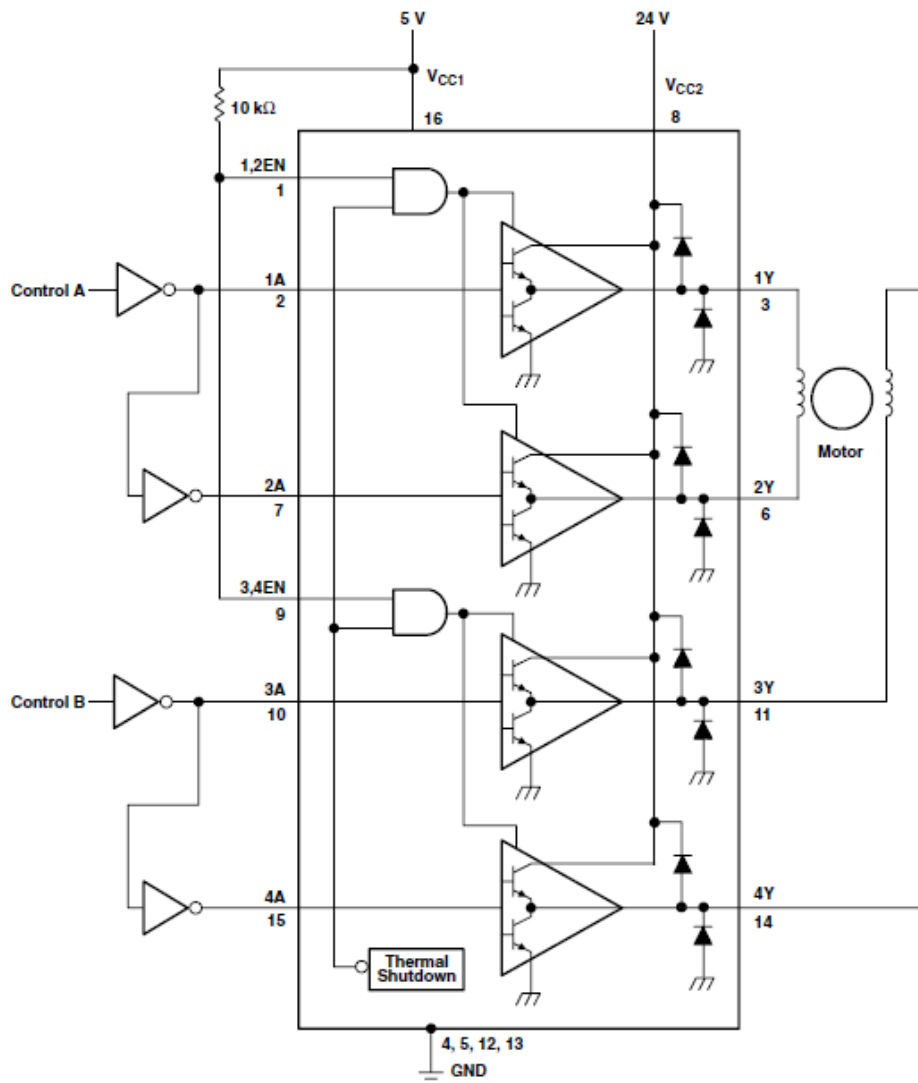 5 V
24 V
VCC1
VCC2
10 kΩ
16
8
1,2EN
1
Control A
1A
2
1Y
3
Motor
2A
7
2Y
6
3,4EN
9
Control B
3A
10
3Y
11
4A
15
4Y
14
Thermal
Shutdown
4, 5, 12, 13
GND